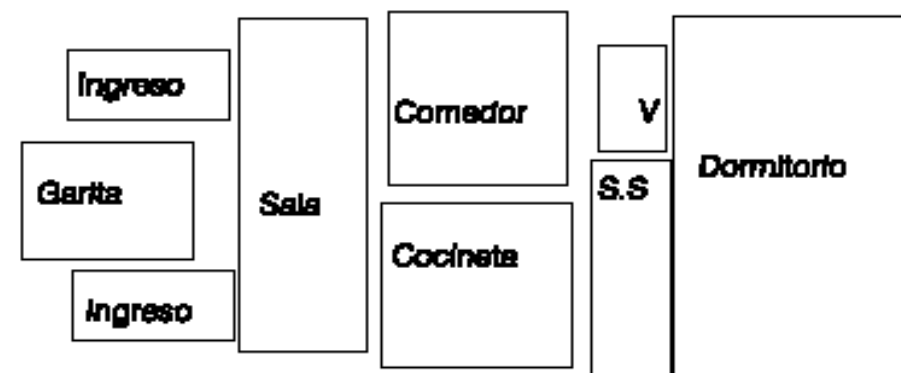 Ingreso
Garita
Ingreso
Sala
Comedor
Cocineta
V
S.S
Dormitorio